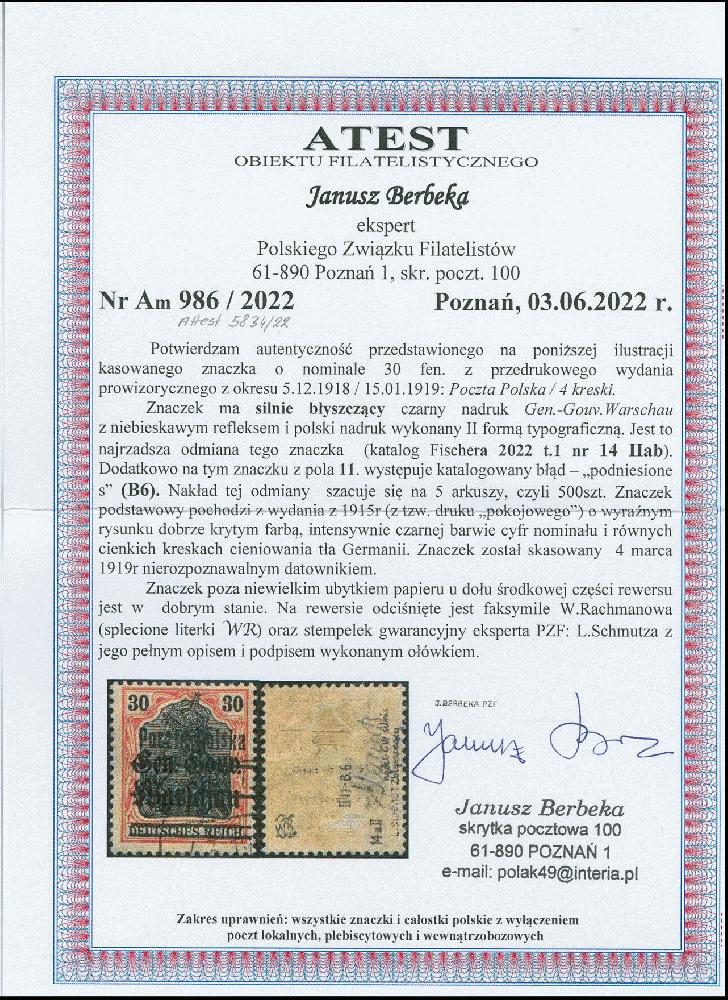 ATEST
OBIEKTU FILATELISTYCZNEGO
Janusz Berbeka
ekspert
Polskiego Związku Filatelistów
61-890 Poznań 1, skr. poczt. 100
Nr Am 986 / 2022 Poznań, 03.06.2022 r.
Attest 5834/22
Potwierdzam autentyczność przedstawionego na poniższej ilustracji
kasowanego znaczka o nominale 30 fen. z przedrukowego wydania
prowizorycznego z okresu 5.12.1918 / 15.01.1919: Poczta Polska / 4 kreski.
Znaczek ma silnie błyszczący czarny nadruk Gen.-Gouv.Warschau
z niebieskawym refleksem i polski nadruk wykonany II formą typograficzną. Jest to
najrzadsza odmiana tego znaczka (katalog Fischera 2022 t.1 nr 14 IIab).
Dodatkowo na tym znaczku z pola 11. występuje katalogowany błąd – „podniesione
s” (B6). Nakład tej odmiany szacuje się na 5 arkuszy, czyli 500szt. Znaczek
podstawowy pochodzi z wydania z 1915r (z tzw. druku „pokojowego”) o wyraźnym
rysunku dobrze krytym farbą, intensywnie czarnej barwie cyfr nominału i równych
cienkich kreskach cieniowania tła Germanii. Znaczek został skasowany 4 marca
1919r nierozpoznawalnym datownikiem.
Znaczek poza niewielkim ubytkiem papieru u dołu środkowej części rewersu
jest w dobrym stanie. Na rewersie odciśnięte jest faksymile W.Rachmanowa
(splecione literki WR) oraz stempelek gwarancyjny eksperta PZF: L.Schmutza z
jego pełnym opisem i podpisem wykonanym ołówkiem.
30 30
Poczta Polska
Gen.-Gouv.
Warschau
DEUTSCHES REICH
J.BERBEKA PZF
Janusz Berbeka
skrytka pocztowa 100
61-890 POZNAŃ 1
e-mail: polak49@interia.pl
Zakres uprawnień: wszystkie znaczki i całostki polskie z wyłączeniem
poczt lokalnych, plebiscytowych i wewnątrzobozowych